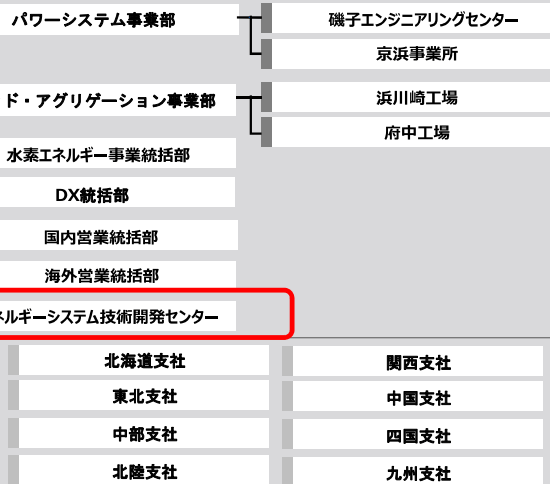 パワーシステム事業部
磯子エンジニアリングセンター
京浜事業所
ド・アグリゲーション事業部
浜川崎工場
府中工場
水素エネルギー事業統括部
DX統括部
国内営業統括部
海外営業統括部
ネルギーシステム技術開発センター
北海道支社
関西支社
東北支社
中国支社
中部支社
四国支社
北陸支社
九州支社